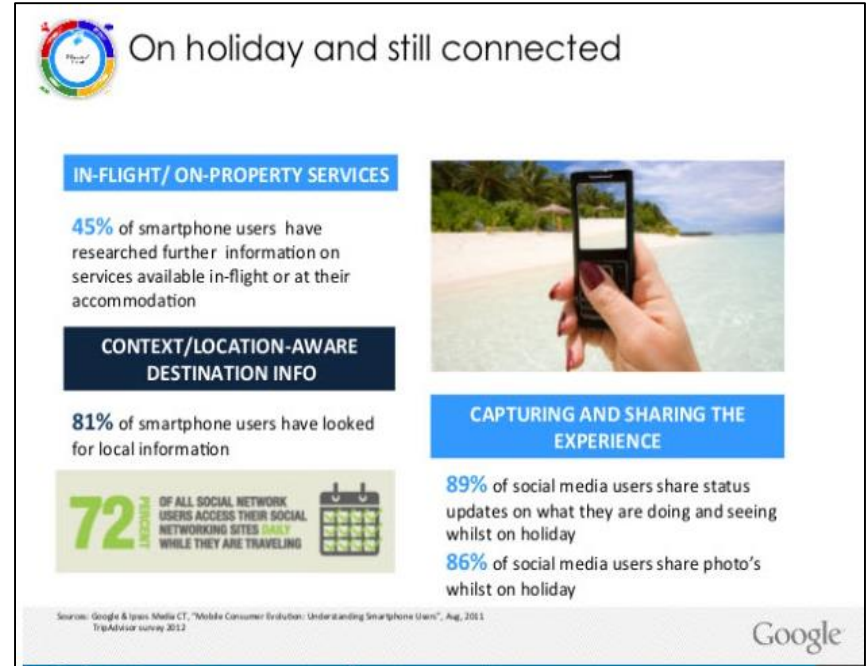 On holiday and still connected
IN-FLIGHT/ ON-PROPERTY SERVICES
45% of smartphone users have
researched further information on
services available in-flight or at their
accommodation
CONTEXT/LOCATION-AWARE
DESTINATION INFO
81% of smartphone users have looked
for local information
72 PERCENT
OF ALL SOCIAL NETWORK
USERS ACCESS THEIR SOCIAL
NETWORKING SITES DAILY
WHILE THEY ARE TRAVELING
CAPTURING AND SHARING THE
EXPERIENCE
89% of social media users share status
updates on what they are doing and seeing
whilst on holiday
86% of social media users share photo's
whilst on holiday
Sources: Google & Ipsos Media CT, "Mobile Consumer Evolution: Understanding Smartphone Users", Aug, 2011
TripAdvisor survey 2012
Google